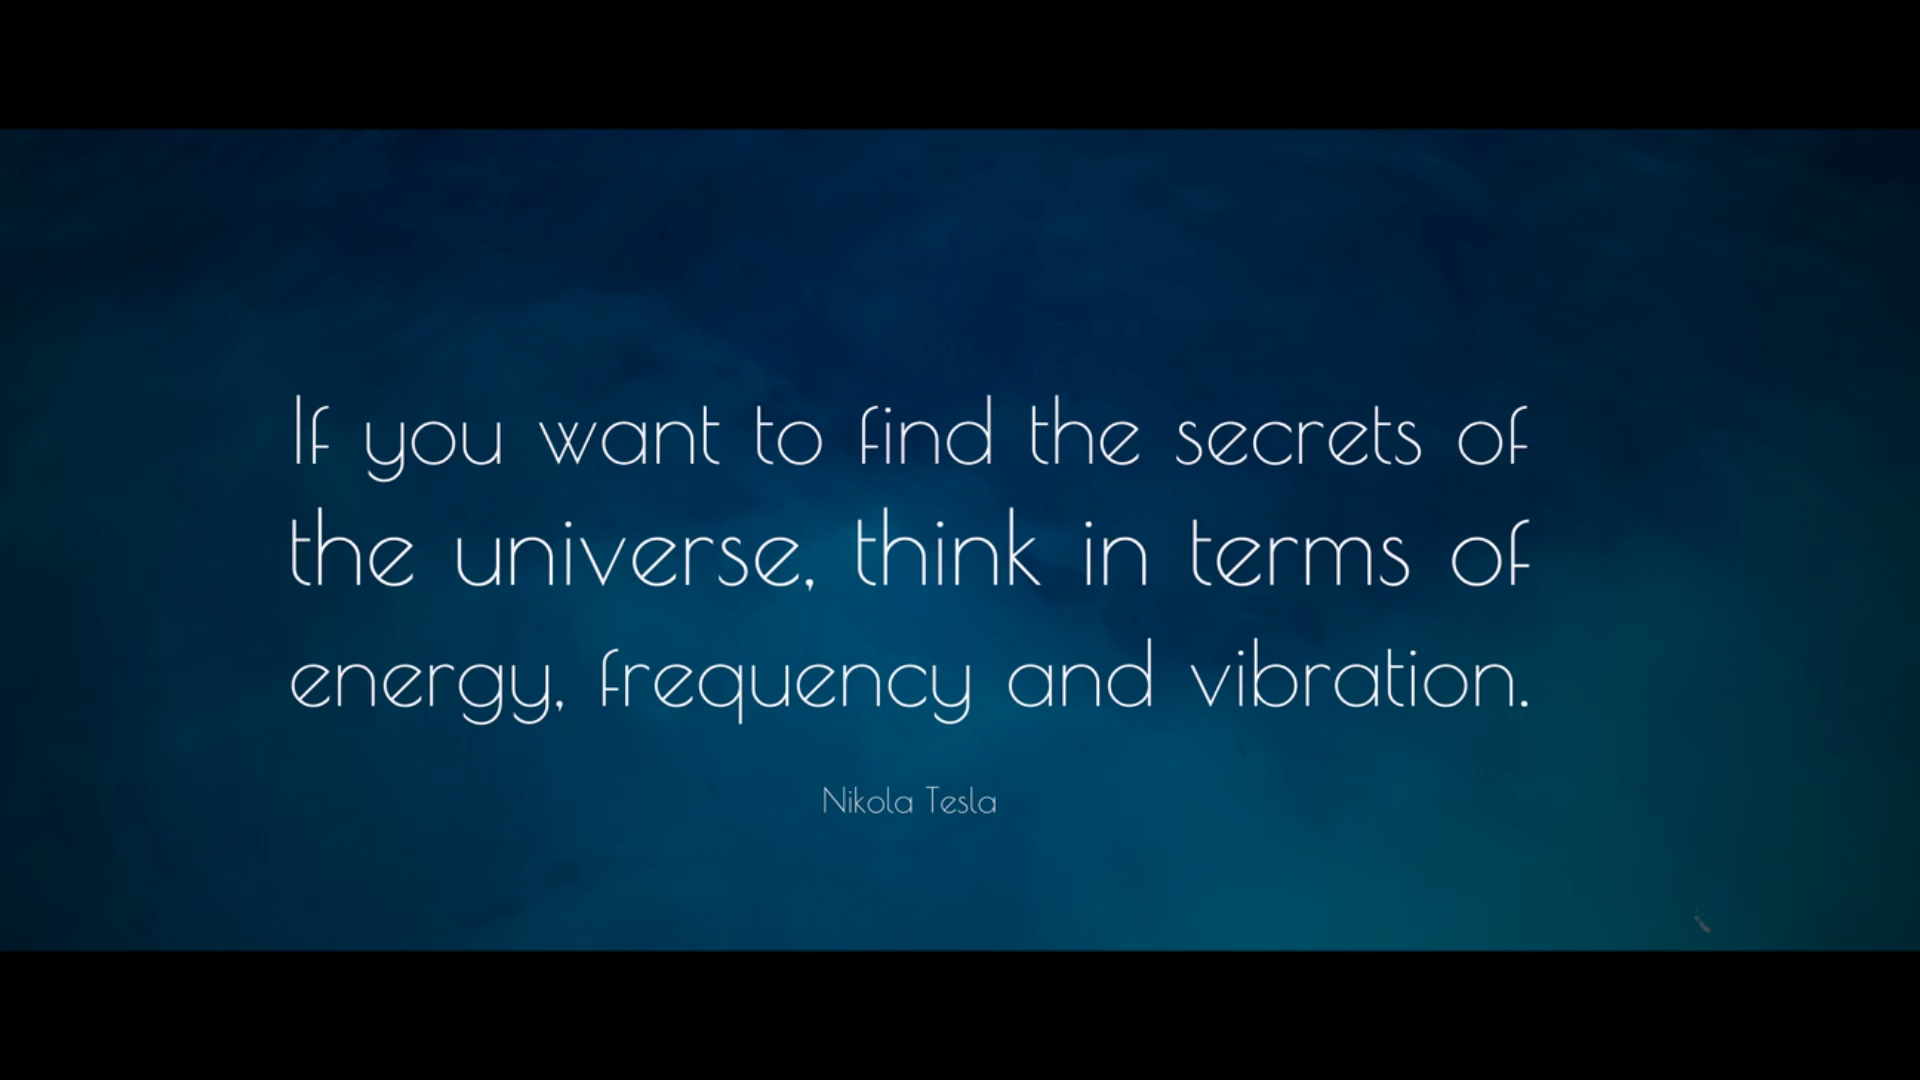 If you want to find the secrets of
the universe, think in terms of
energy, frequency and vibration.
Nikola Tesla